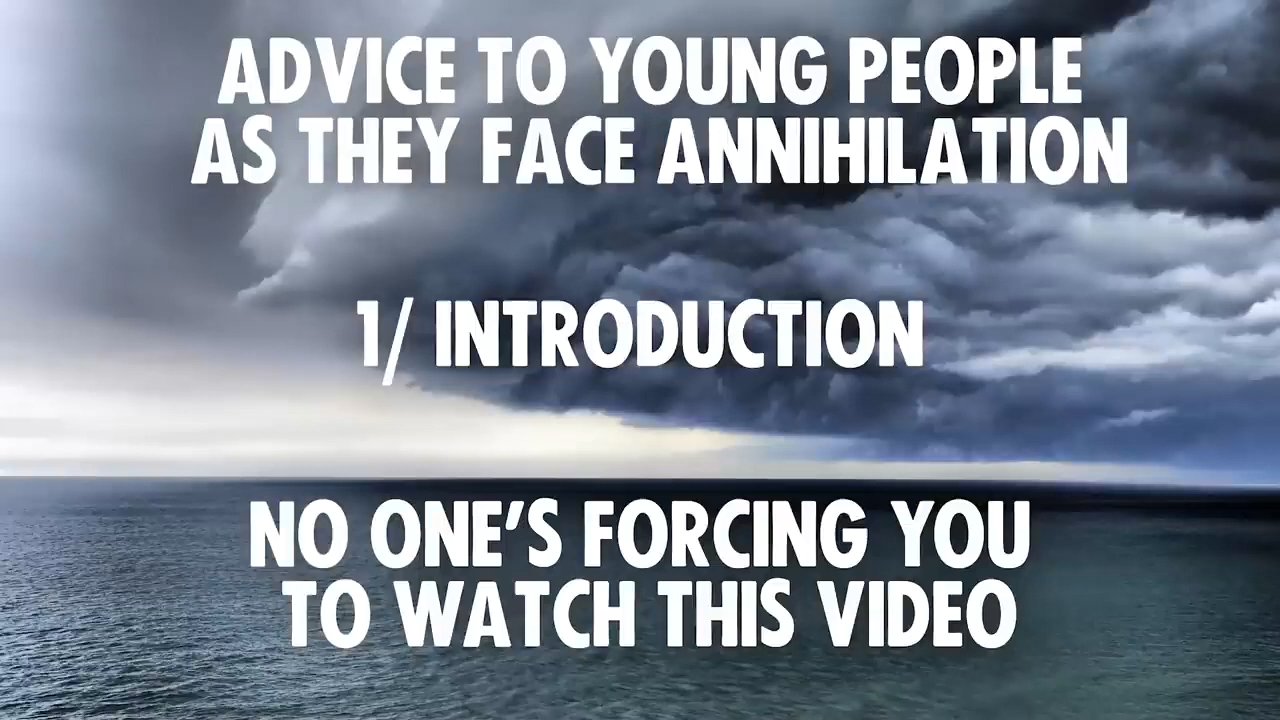 ADVICE TO YOUNG PEOPLE
AS THEY FACE ANNIHILATION
1/ INTRODUCTION
NO ONE'S FORCING YOU
TO WATCH THIS VIDEO